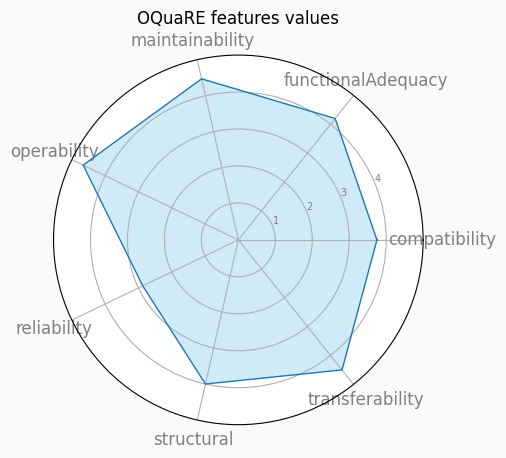 OQuaRE features values
maintainability
functionalAdequacy
operability
4
3
2
1
compatibility
reliability
transferability
structural